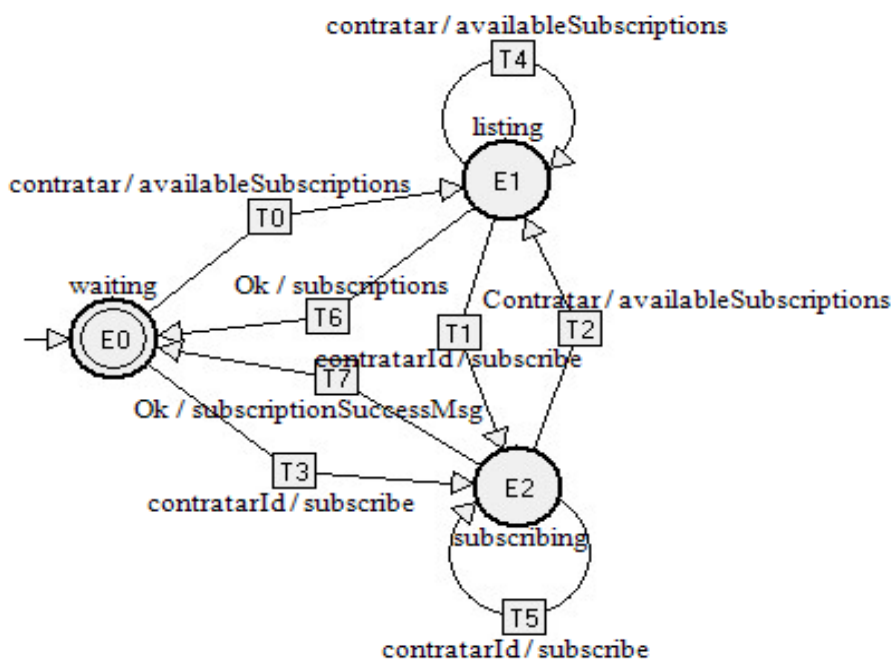 contratar / availableSubscriptions
T4
listing
E1
contratar / availableSubscriptions
T0
waiting
E0
Ok / subscriptions
T6
Contratar / availableSubscriptions
T1
T2
contratarId / subscribe
T7
Ok / subscriptionSuccessMsg
T3
contratarId / subscribe
E2
subscribing
T5
contratarId / subscribe